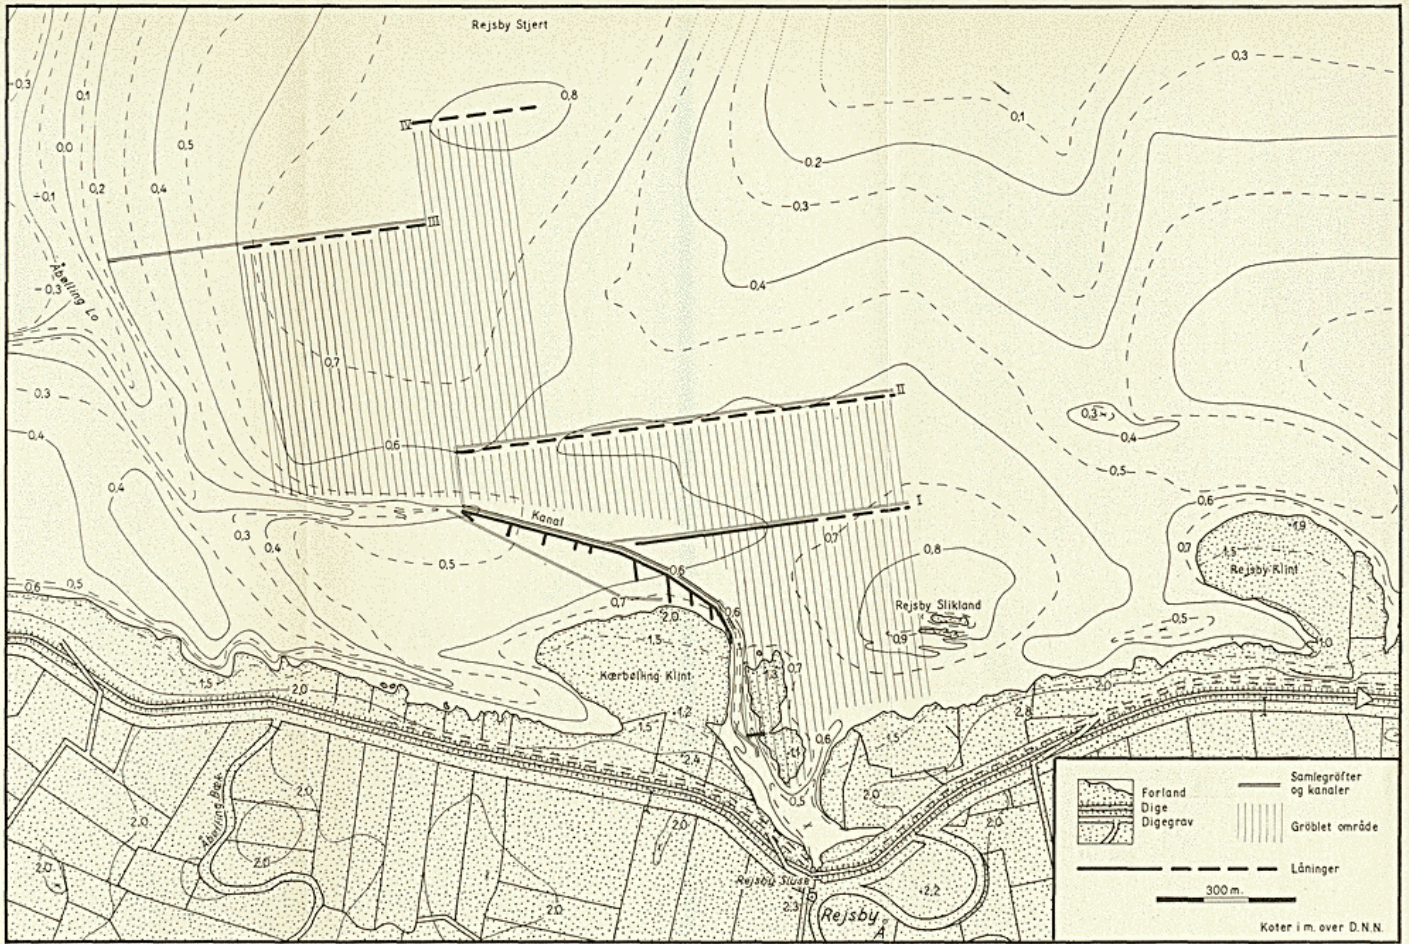 Rejsby Stjert
0,3
-0,3
0,8
0,1
0,1
IV
0,0
0,5
0.2
-0,1
0,2
0,4
-0,3
III
Åbølling Lo
-0,3
0,4
0,7
0,3
II
0,3
0,4
0,4
0,6
0,5
0,4
I
0,6
Kanal
1,9
0,3
0,4
0,7
0,7
1,5
0,8
0,5
Rejsby Klint
0,6
0,6
0,5
0,7
2,0
0,6
Rejsby Slikland
0,5
1,5
0,9
1,0
0,7
Kærbølling Klint
1,3
1,5
2,0
2,0
1,2
1,5
1,5
0,6
2,4
1,1
Samlegröfter
og kanaler
Forland
Dige
Digegrav
Gröblet område
Åbølling Bæk
2,0
0,5
2,0
2.0
2,0
2,0
2,0
2,0
Låninger
Rejsby Sluse
2,2
300 m.
2,0
2.3
Rejsby
Å
Koter i m. over D.N.N.